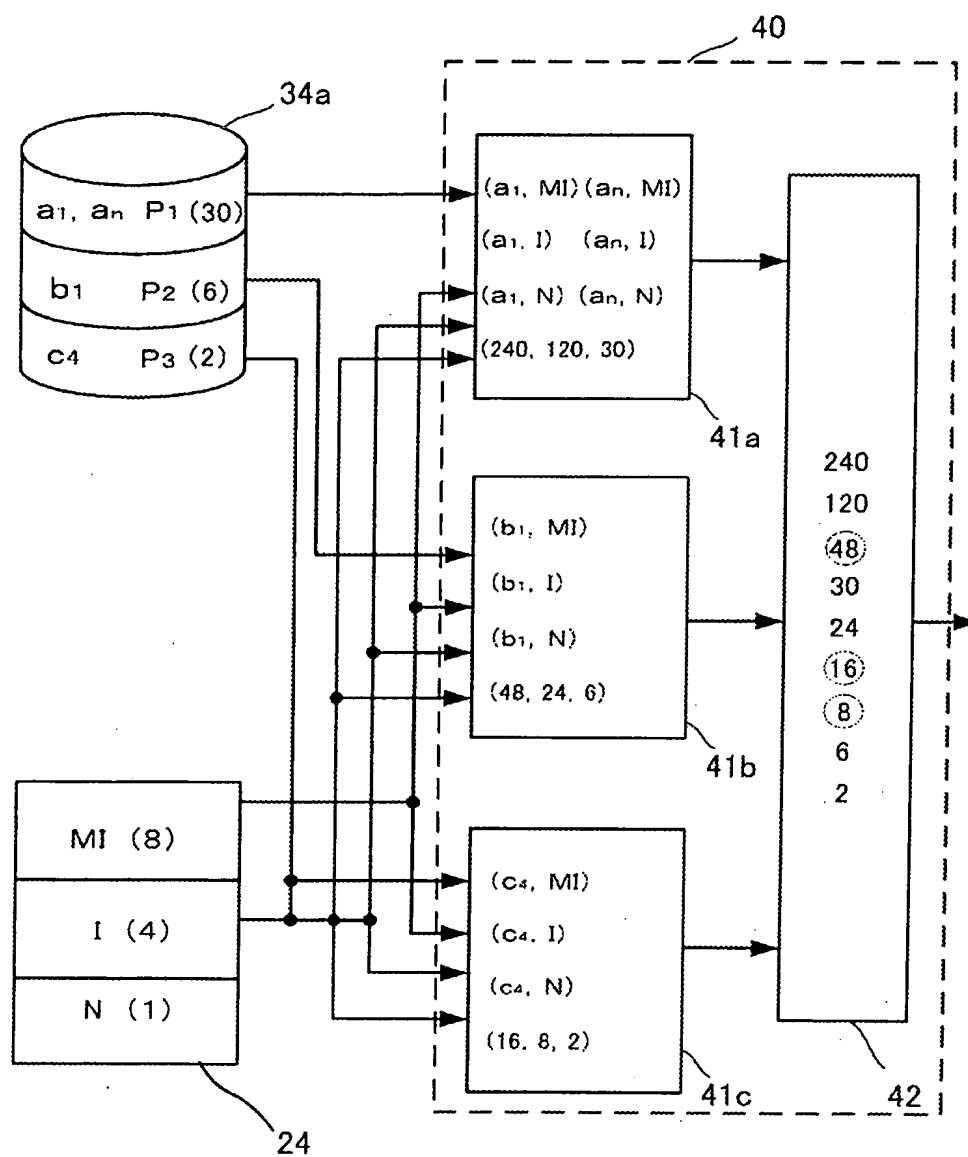 40
34a
a1, an P1 (30)
b1 P2 (6)
c4 P3 (2)
(a1, MI) (an, MI)
(a1, I) (an, I)
(a1, N) (an, N)
(240, 120, 30)
41a
(b1, MI)
(b1, I)
(b1, N)
(48, 24, 6)
41b
MI (8)
I (4)
N (1)
24
(c4, MI)
(c4, I)
(c4, N)
(16, 8, 2)
41c
240
120
48
30
24
16
8
6
2
42